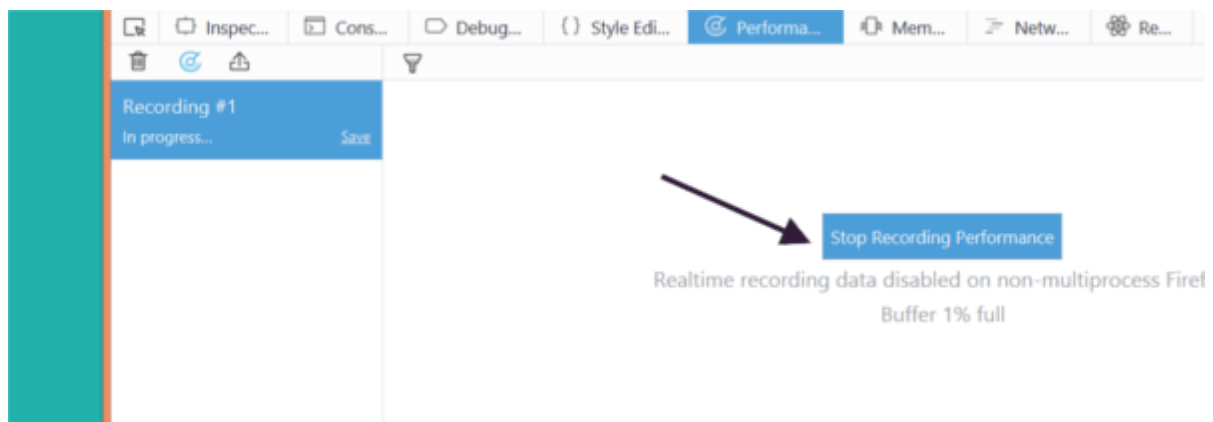 Inspec... Cons... Debug... {} Style Edi... Performa... Mem... Netw... Re...
Recording #1
In progress... Save
Stop Recording Performance
Realtime recording data disabled on non-multiprocess Firef
Buffer 1% full